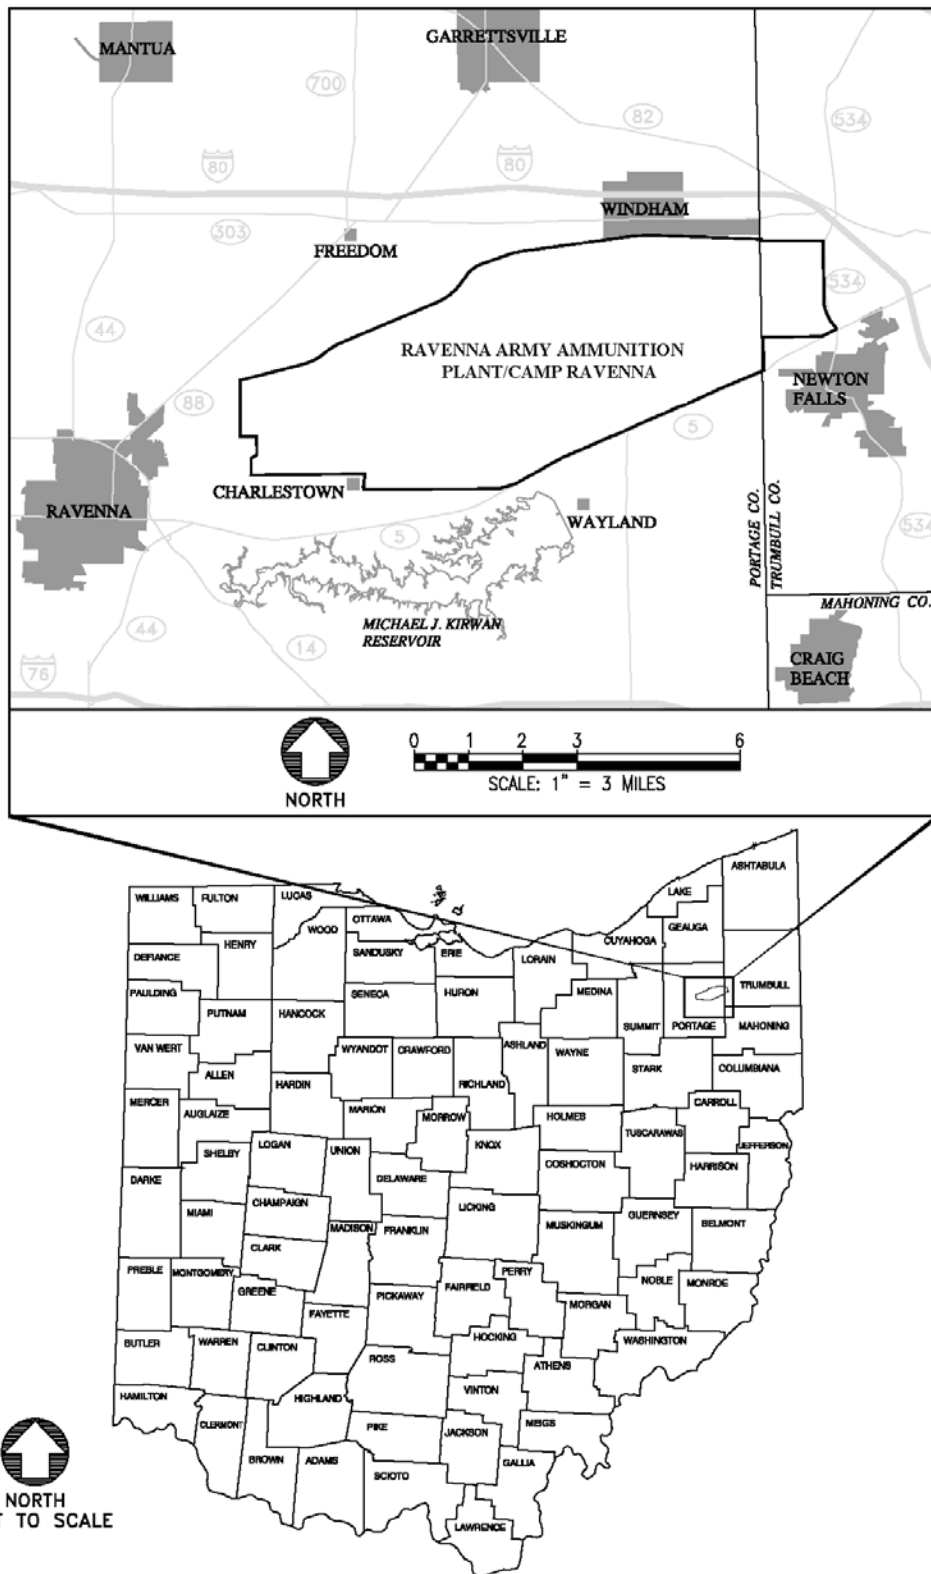 MANTUA
GARRETTSVILLE
700
82
534
80
80
WINDHAM
303
FREEDOM
534
44
RAVENNA ARMY AMMUNITION
PLANT/CAMP RAVENNA
NEWTON
FALLS
88
5
CHARLESTOWN
RAVENNA
WAYLAND
5
534
PORTAGE CO.
TRUMBULL CO.
MAHONING CO.
MICHAEL J. KIRWAN
RESERVOIR
44
14
76
CRAIG
BEACH
NORTH
0 1 2 3 6
SCALE: 1" = 3 MILES
ASHTABULA
LAKE
WILLIAMS
FULTON
LUCAS
GEAUGA
OTTAWA
WOOD
CUYAHOGA
HENRY
SANDUSKY
ERIE
LORAIN
DEFIANCE
TRUMBULL
PAULDING
SENECA
HURON
MEDINA
PUTNAM
HANCOCK
SUMMIT
PORTAGE
MAHONING
VAN WERT
WYANDOT
CRAWFORD
ASHLAND
WAYNE
STARK
COLUMBIANA
ALLEN
HARDIN
RICHLAND
MERCER
AUGLAIZE
MARION
MORROW
HOLMES
CARROLL
TUSCARAWAS
LOGAN
UNION
KNOX
JEFFERSON
SHELBY
COSHOCTON
HARRISON
DARKE
DELAWARE
CHAMPAIGN
LICKING
MIAMI
MADISON
FRANKLIN
MUSKINGUM
GUERNSEY
BELMONT
CLARK
PREBLE
MONTGOMERY
PERRY
NOBLE
MONROE
GREENE
PICKAWAY
FAIRFIELD
MORGAN
FAYETTE
BUTLER
WARREN
CLINTON
HOCKING
WASHINGTON
ROSS
ATHENS
HAMILTON
HIGHLAND
VINTON
CLERMONT
PIKE
JACKSON
MEIGS
BROWN
ADAMS
SCIOTO
GALLIA
LAWRENCE
NORTH
T TO SCALE